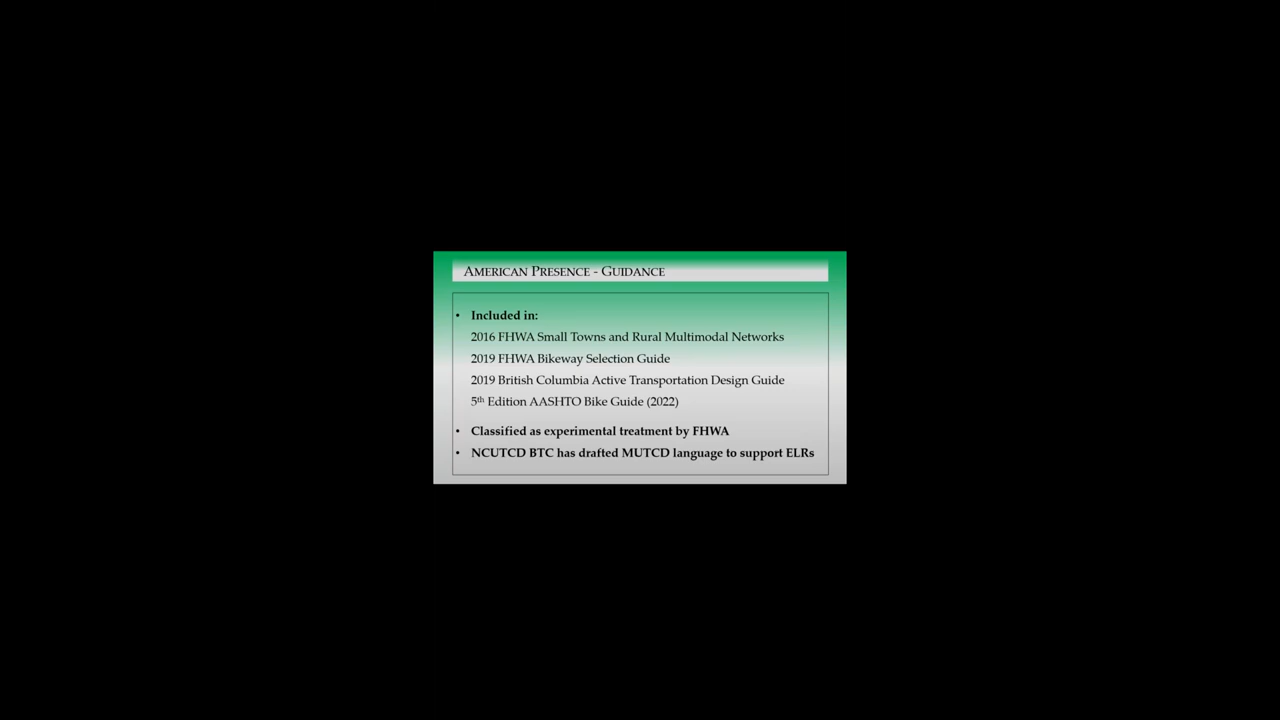 AMERICAN PRESENCE - GUIDANCE
• Included in:
2016 FHWA Small Towns and Rural Multimodal Networks
2019 FHWA Bikeway Selection Guide
2019 British Columbia Active Transportation Design Guide
5th Edition AASHTO Bike Guide (2022)
• Classified as experimental treatment by FHWA
• NCUTCD BTC has drafted MUTCD language to support ELRs